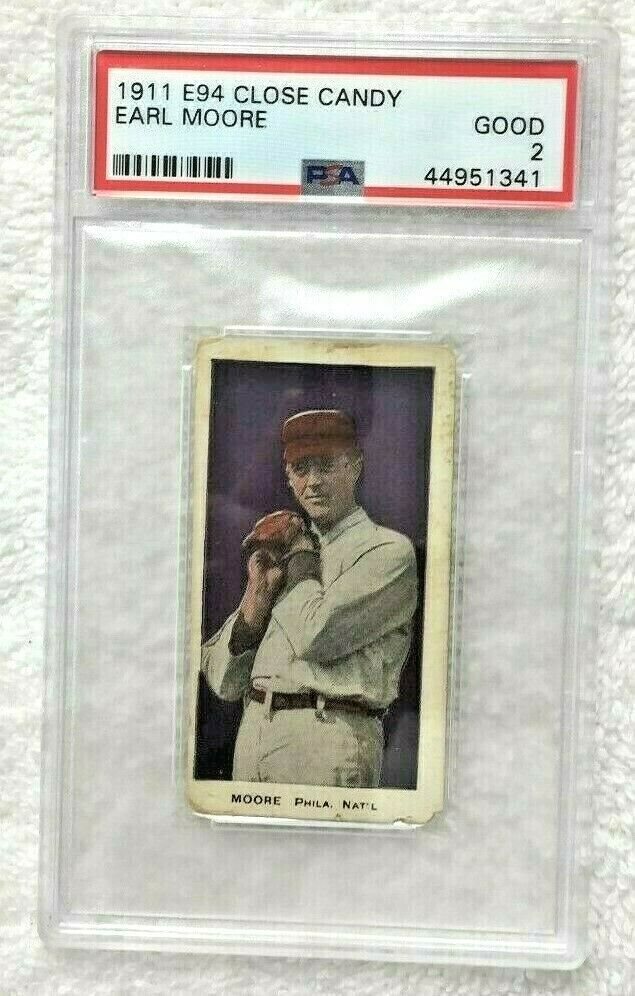 1911 E94 CLOSE CANDY
EARL MOORE
GOOD
2
PSA
44951341
MOORE PHILA. NAT'L